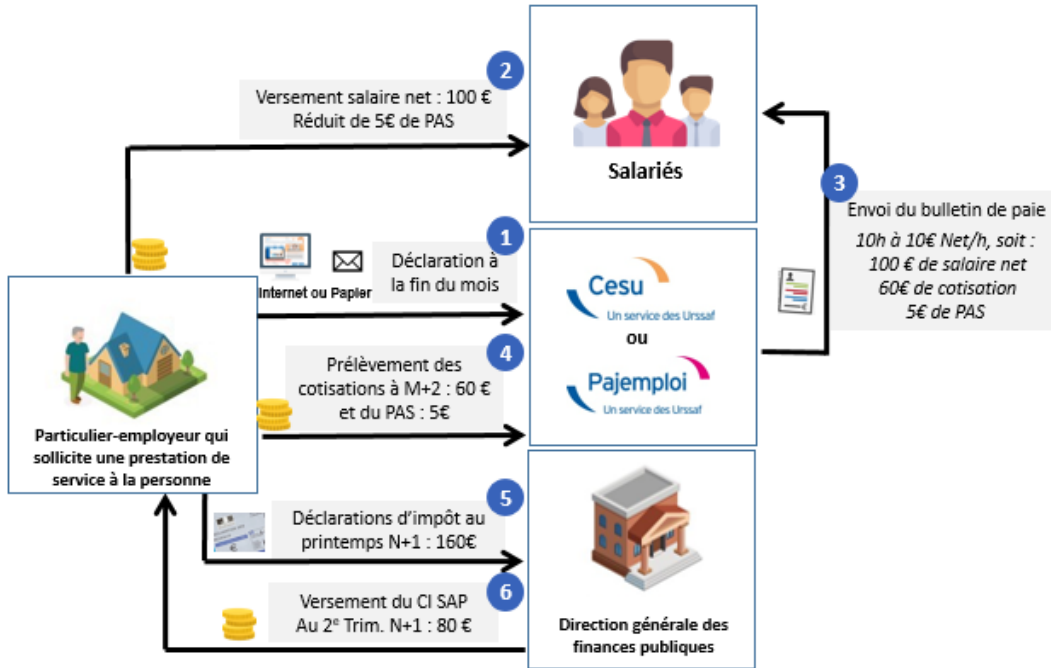 2
Versement salaire net : 100 €
Réduit de 5€ de PAS
Salariés
3
Envoi du bulletin de paie
10h à 10€ Net/h, soit :
100 € de salaire net
60€ de cotisation
5€ de PAS
1
Internet ou Papier
Déclaration à
la fin du mois
Cesu
Un service des Urssaf
ou
Pajemploi
Un service des Urssaf
4
Prélèvement des
cotisations à M+2 : 60 €
et du PAS : 5€
Particulier-employeur qui
sollicite une prestation de
service à la personne
5
Déclarations d'impôt au
printemps N+1 : 160€
6
Versement du CI SAP
Au 2e Trim. N+1 : 80 €
Direction générale des
finances publiques